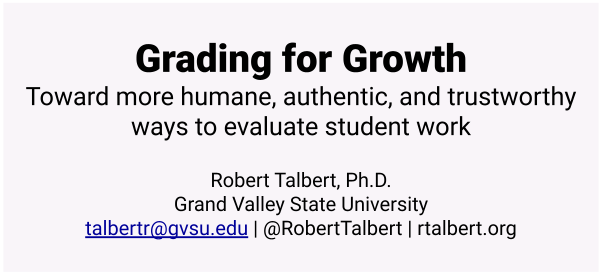 Grading for Growth
Toward more humane, authentic, and trustworthy
ways to evaluate student work
Robert Talbert, Ph.D.
Grand Valley State University
talbertr@gvsu.edu | @RobertTalbert | rtalbert.org